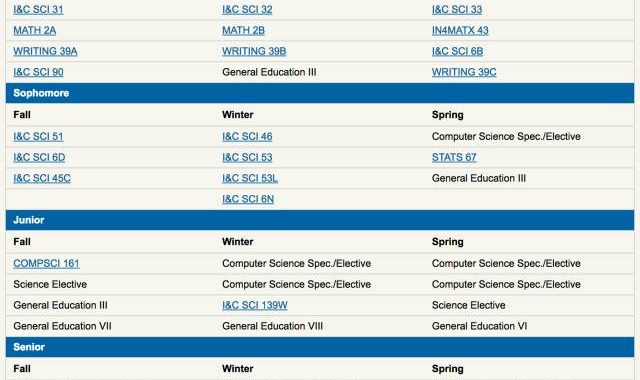 I&C SCI 31 I&C SCI 32 I&C SCI 33
MATH 2A MATH 2B IN4MATX 43
WRITING 39A WRITING 39B I&C SCI 6B
I&C SCI 90 General Education III WRITING 39C
Sophomore
Fall Winter Spring
I&C SCI 51 I&C SCI 46 Computer Science Spec./Elective
I&C SCI 6D I&C SCI 53 STATS 67
I&C SCI 45C I&C SCI 53L General Education III
I&C SCI 6N
Junior
Fall Winter Spring
COMPSCI 161 Computer Science Spec./Elective Computer Science Spec./Elective
Science Elective Computer Science Spec./Elective Computer Science Spec./Elective
General Education III I&C SCI 139W Science Elective
General Education VII General Education VIII General Education VI
Senior
Fall Winter Spring